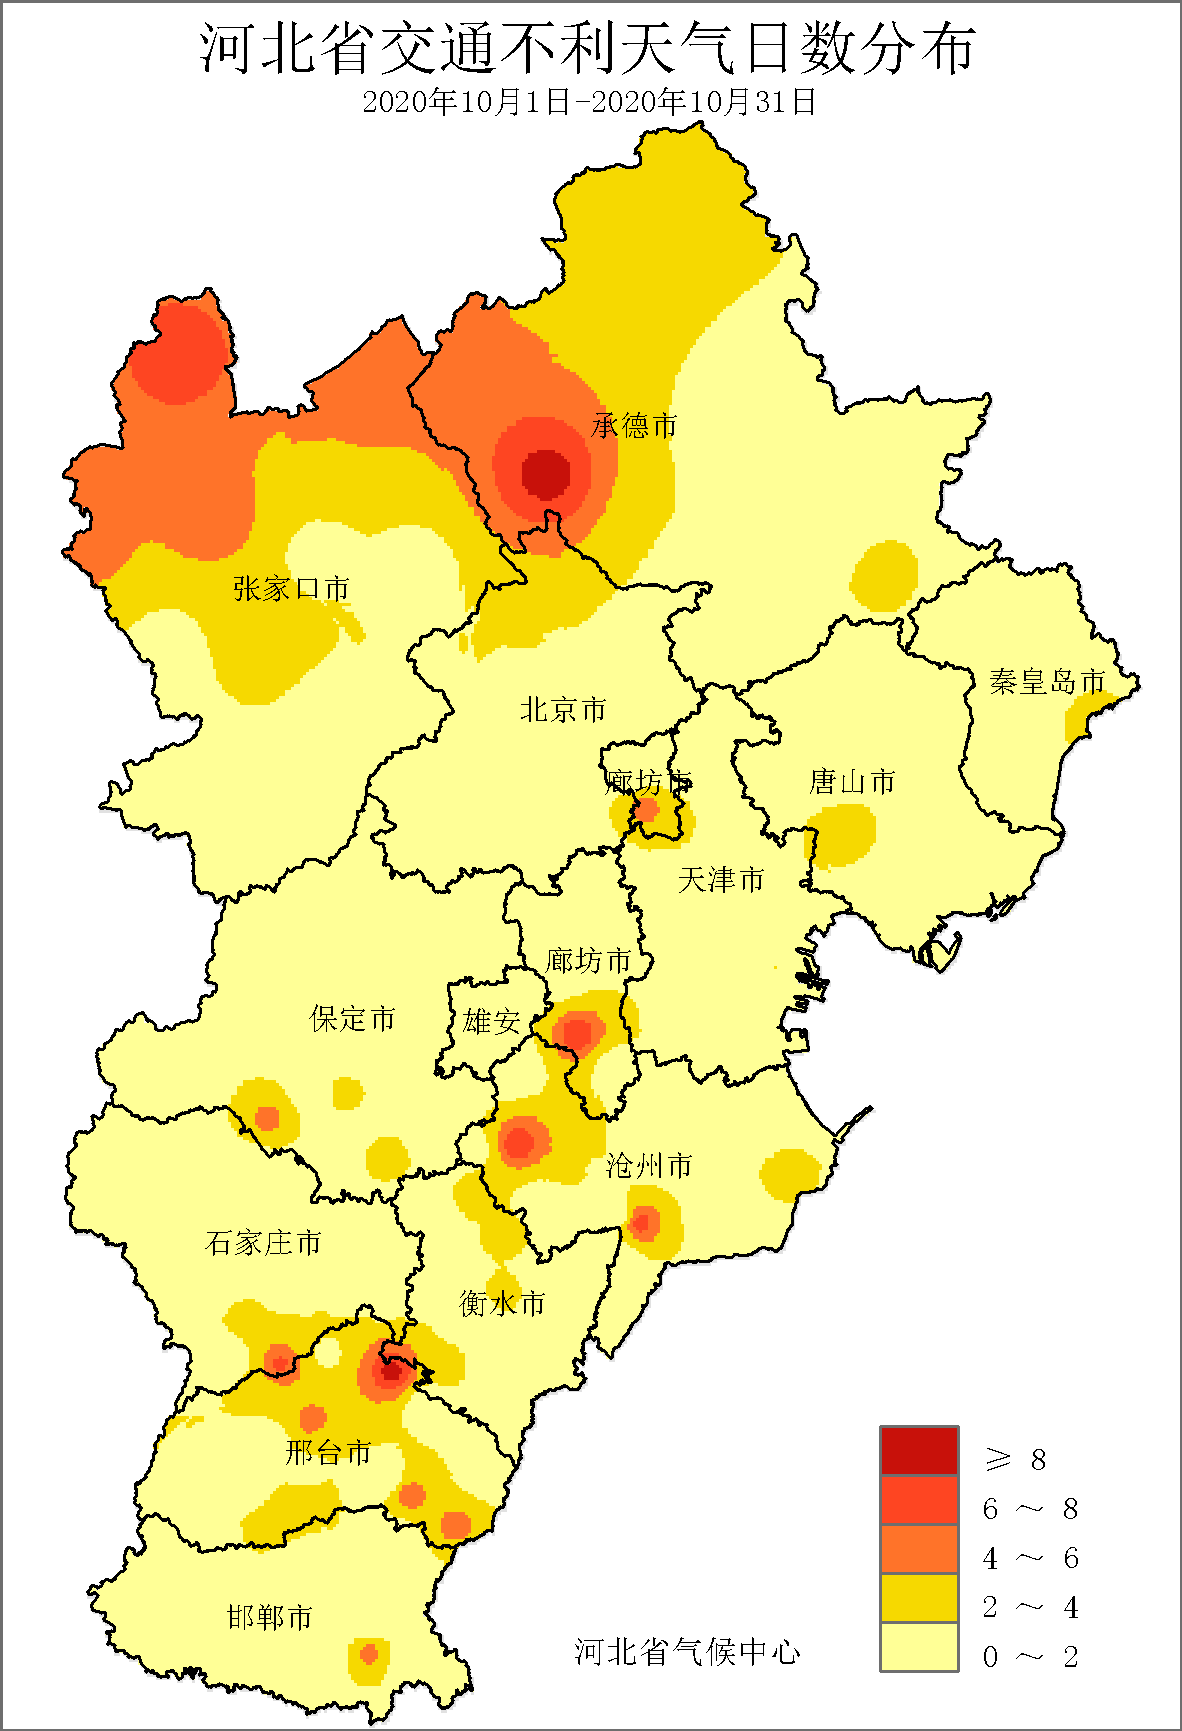 河北省交通不利天气日数分布
2020年10月1日-2020年10月31日
承德市
张家口市
秦皇岛市
北京市
廊坊市
唐山市
天津市
廊坊市
保定市
雄安
沧州市
石家庄市
衡水市
邢台市
邯郸市
≥ 8
6 ～ 8
4 ～ 6
2 ～ 4
0 ～ 2
河北省气候中心